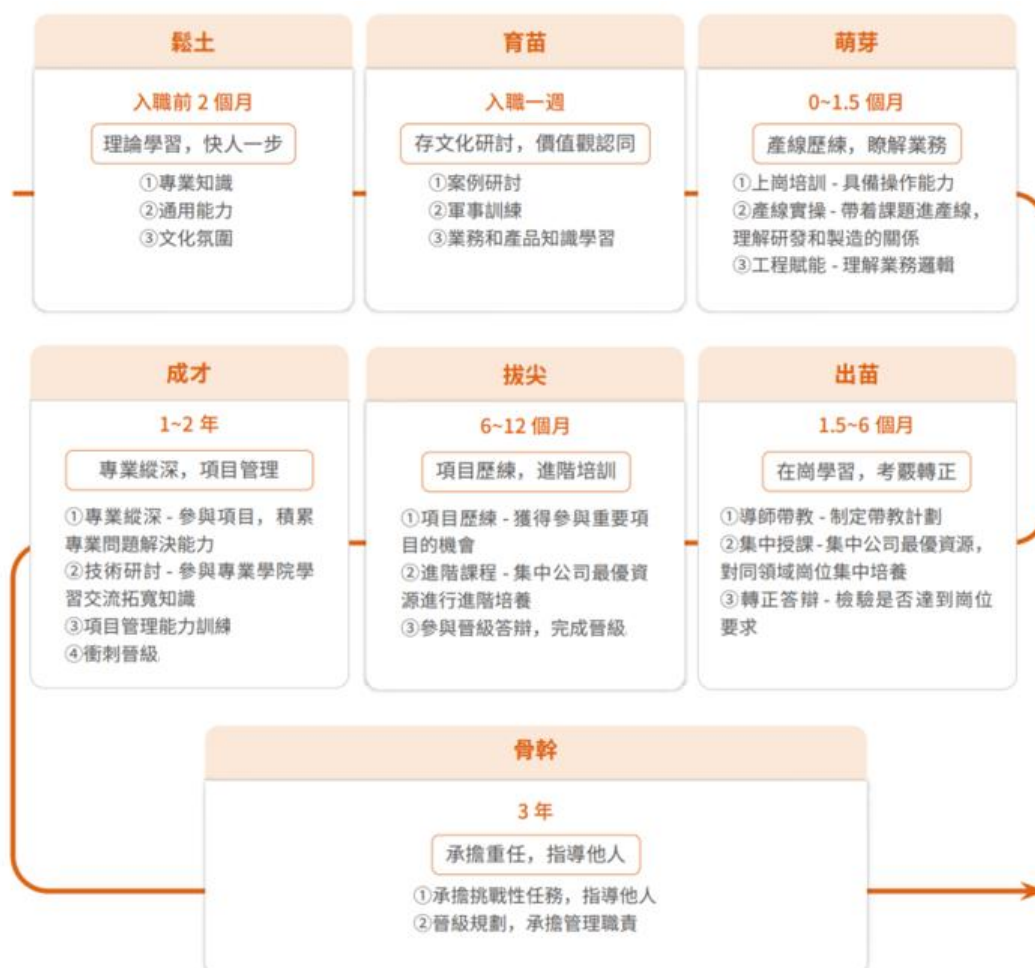 鬆土
入職前 2 個月
理論學習，快人一步
①專業知識
②通用能力
③文化氛圍
育苗
入職一週
存文化研討，價值觀認同
①案例研討
②軍事訓練
③業務和產品知識學習
萌芽
0~1.5 個月
產線歷練，瞭解業務
①上崗培訓 - 具備操作能力
②產線實操 - 帶着課題進產線，
理解研發和製造的關係
③工程賦能 - 理解業務邏輯
出苗
1.5~6 個月
在崗學習，考覈轉正
①導師帶教 - 制定帶教計劃
②集中授課 - 集中公司最優資源，
對同領域崗位集中培養
③轉正答辯 - 檢驗是否達到崗位
要求
拔尖
6~12 個月
項目歷練，進階培訓
①項目歷練 - 獲得參與重要項
目的機會
②進階課程 - 集中公司最優資
源進行進階培養
③參與晉級答辯，完成晉級
成才
1~2 年
專業縱深，項目管理
①專業縱深 - 參與項目，積累
專業問題解決能力
②技術研討 - 參與專業學院學
習交流拓寬知識
③項目管理能力訓練
④衝刺晉級
骨幹
3 年
承擔重任，指導他人
①承擔挑戰性任務，指導他人
②晉級規劃，承擔管理職責